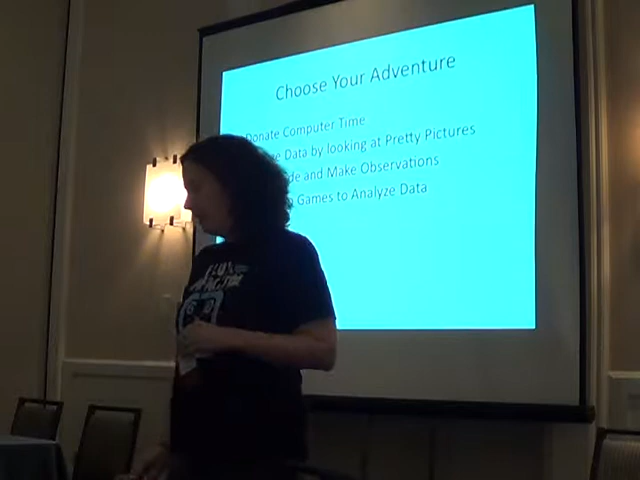 Choose Your Adventure
Donate Computer Time
Data by looking at Pretty Pictures
and Make Observations
Games to Analyze Data